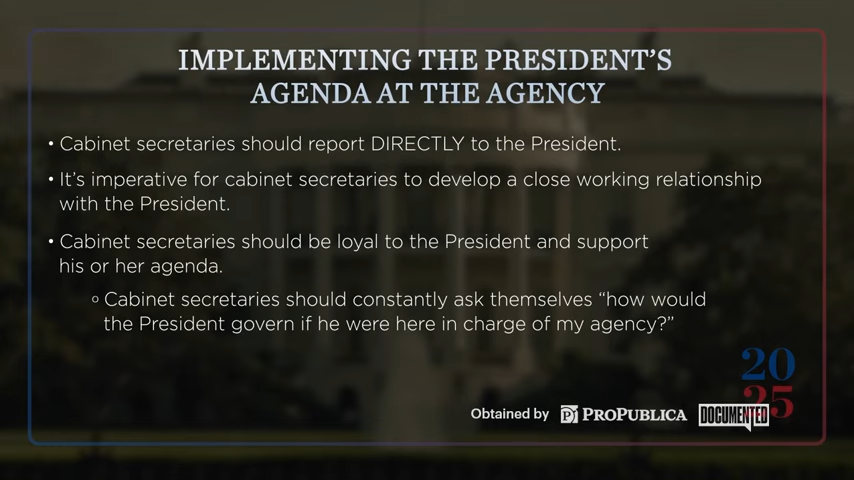 IMPLEMENTING THE PRESIDENT'S
AGENDA AT THE AGENCY
• Cabinet secretaries should report DIRECTLY to the President.
• It's imperative for cabinet secretaries to develop a close working relationship
with the President.
• Cabinet secretaries should be loyal to the President and support
his or her agenda.
○ Cabinet secretaries should constantly ask themselves “how would
the President govern if he were here in charge of my agency?”
20
25
Obtained by PROPUBLICA DOCUMENTED